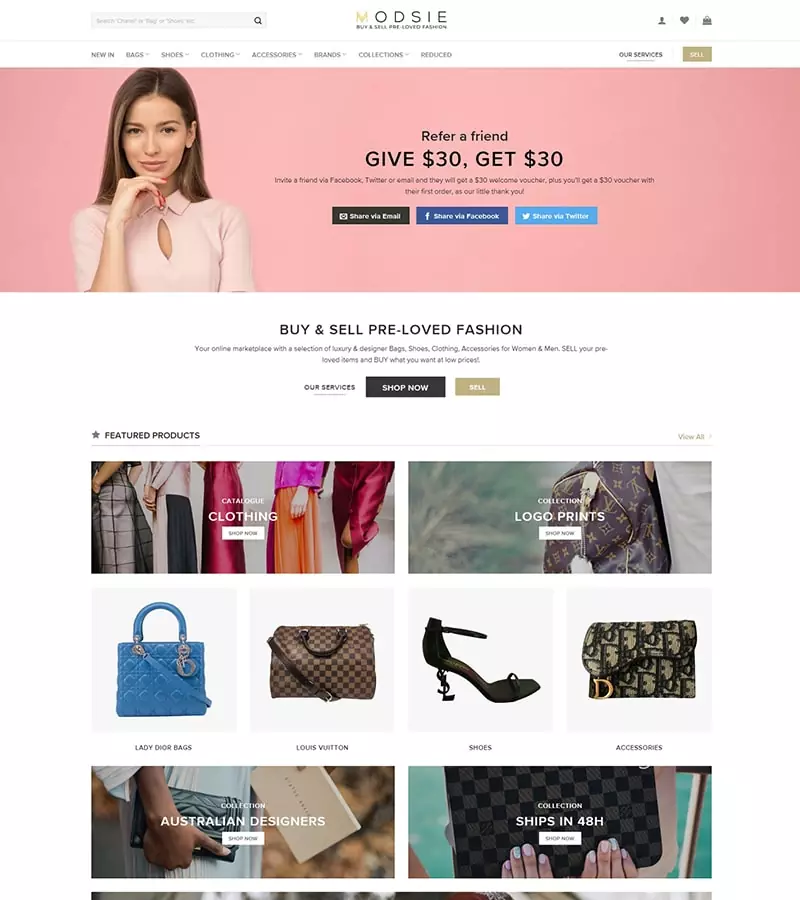 Search "Chanel" or "Bag" or "Shoes" etc.
MODSIE
BUY & SELL PRE-LOVED FASHION
NEW IN BAGS SHOES CLOTHING ACCESSORIES BRANDS COLLECTIONS REDUCED OUR SERVICES SELL
Refer a friend
GIVE $30, GET $30
Invite a friend via Facebook, Twitter or email and they will get a $30 welcome voucher, plus you'll get a $30 voucher with
their first order, as our little thank you!
Share via Email Share via Facebook Share via Twitter
BUY & SELL PRE-LOVED FASHION
Your online marketplace with a selection of luxury & designer Bags, Shoes, Clothing, Accessories for Women & Men. SELL your pre-
loved items and BUY what you want at low prices!.
OUR SERVICES SHOP NOW SELL
FEATURED PRODUCTS View All
CATALOGUE
CLOTHING
SHOP NOW
COLLECTION
LOGO PRINTS
SHOP NOW
LADY DIOR BAGS LOUIS VUITTON SHOES ACCESSORIES
COLLECTION
AUSTRALIAN DESIGNERS
SHOP NOW
COLLECTION
SHIPS IN 48H
SHOP NOW